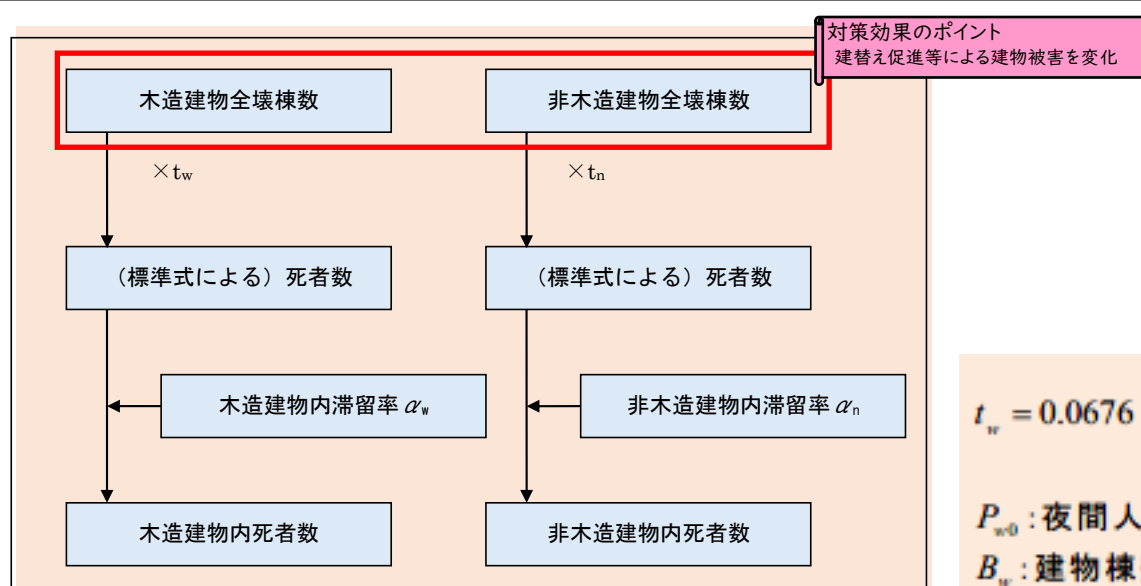 対策効果のポイント
建替え促進等による建物被害を変化
木造建物全壊棟数
非木造建物全壊棟数
×tw
×tn
（標準式による）死者数
（標準式による）死者数
木造建物内滞留率 αw
非木造建物内滞留率 αn
木造建物内死者数
非木造建物内死者数
tw = 0.0676
Pw0 : 夜間人
Bw : 建物棟